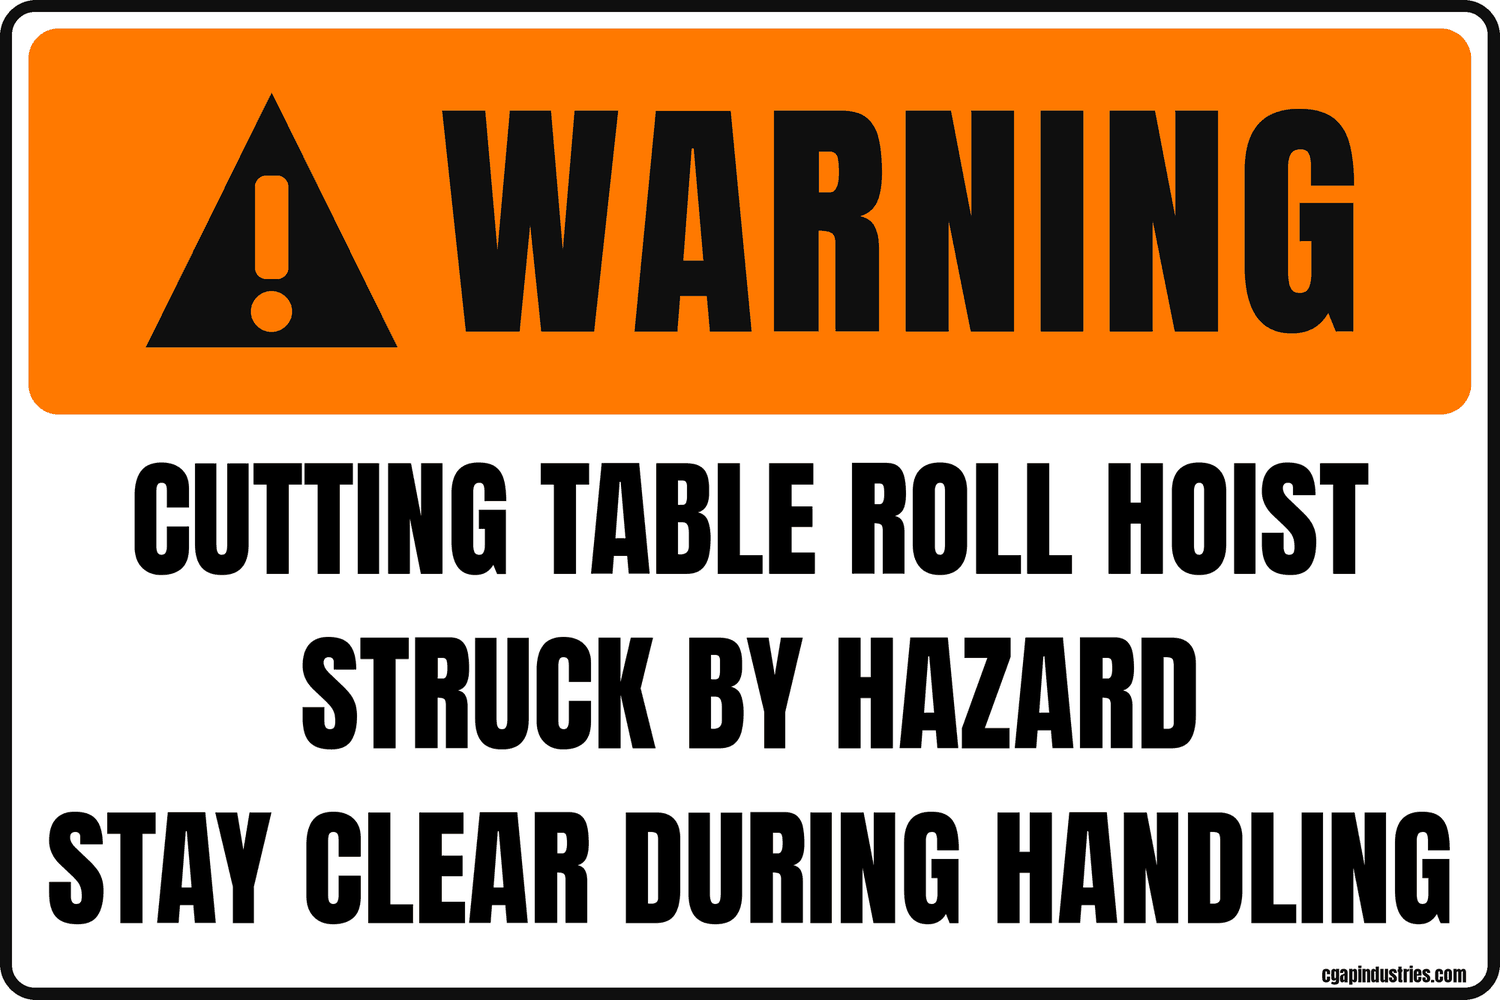 WARNING
CUTTING TABLE ROLL HOIST
STRUCK BY HAZARD
STAY CLEAR DURING HANDLING
cgapindustries.com